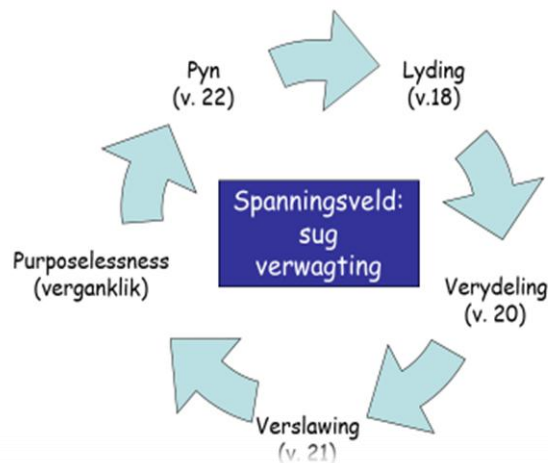 Pyn
(v. 22)
Lyding
(v.18)
Spanningsveld:
sug
verwagting
Verydeling
(v. 20)
Verslawing
(v. 21)
Purposelessness
(verganklik)